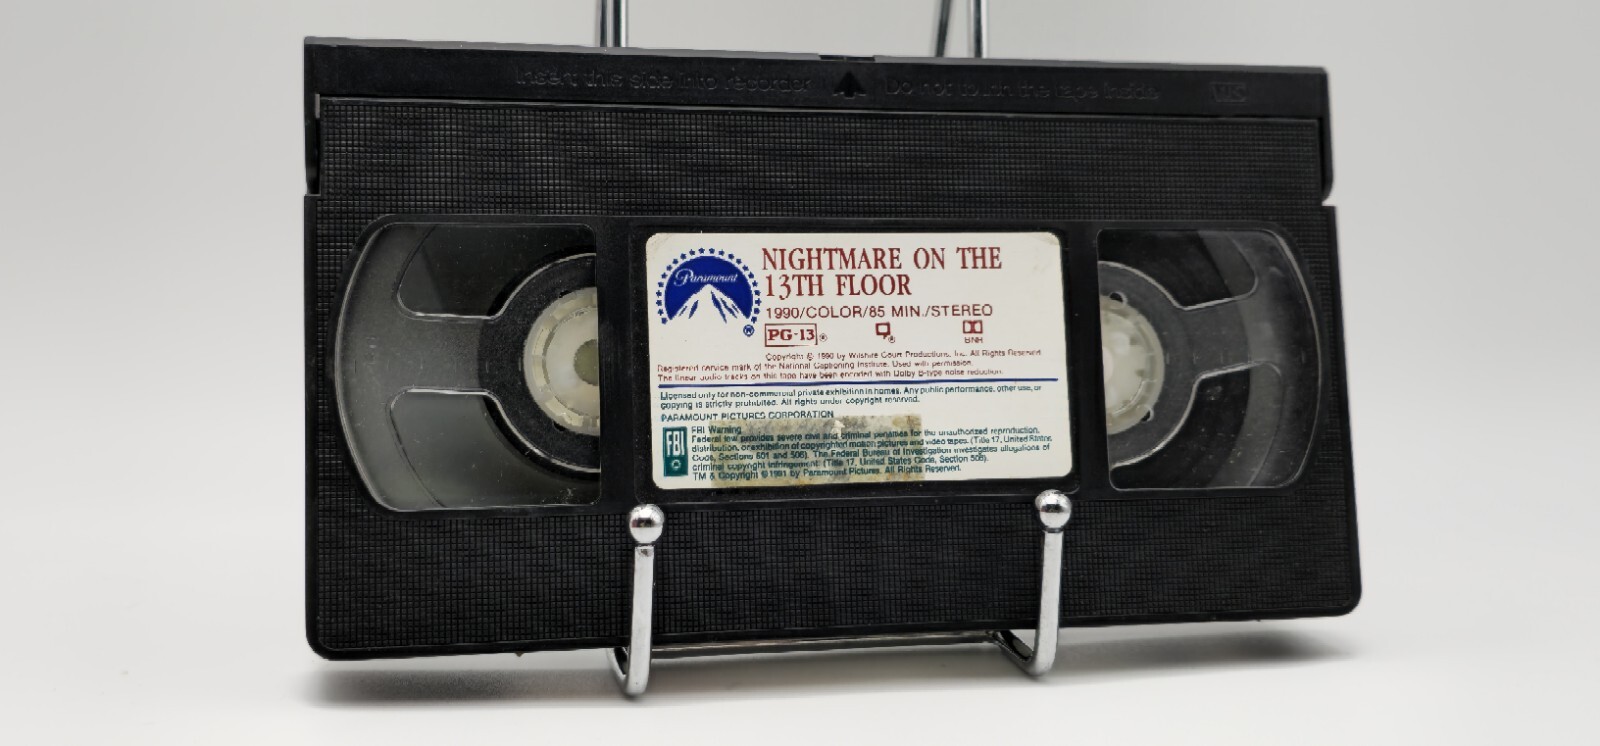 Insert this side into recorder Do not touch the tape inside VHS
Paramount
®
NIGHTMARE ON THE
13TH FLOOR
1990/COLOR/85 MIN./STEREO
PG-13 ® ®
BNR
Copyright © 1990 by Wilshire Court Productions, Inc. All Rights Reserved.
Registered service mark of the National Captioning Institute. Used with permission.
The linear audio tracks on this tape have been encoded with Dolby B-type noise reduction.
Licensed only for non-commercial private exhibition in homes. Any public performance, other use, or
copying is strictly prohibited. All rights under copyright reserved.
PARAMOUNT PICTURES CORPORATION
FBI
FBI Warning
Federal law provides severe civil and criminal penalties for the unauthorized reproduction,
distribution, or exhibition of copyrighted motion pictures and video tapes. (Title 17, United States
Code, Sections 501 and 506). The Federal Bureau of Investigation investigates allegations of
criminal copyright infringement. (Title 17, United States Code, Section 506).
TM & Copyright © 1991 by Paramount Pictures. All Rights Reserved.